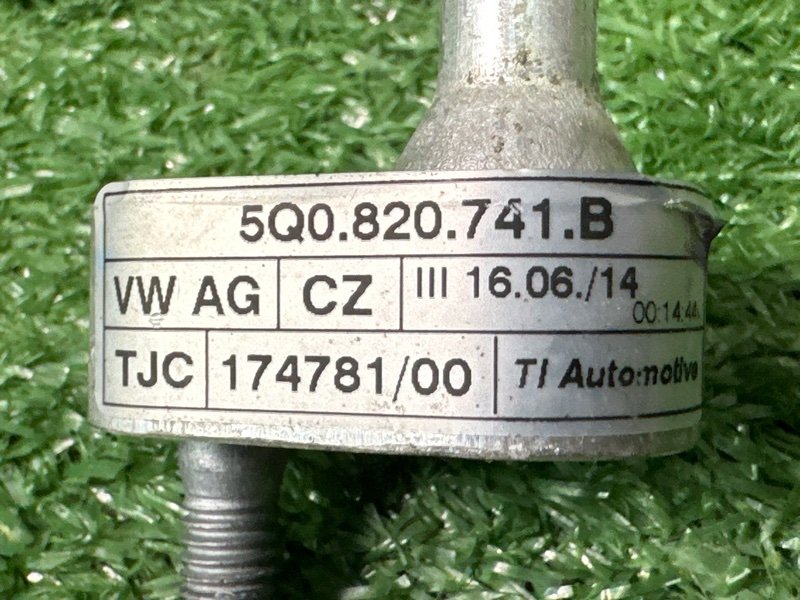 5Q0.820.741.B
VW AG CZ III 16.06./14
00:14:44
TJC 174781/00 TI Automotive